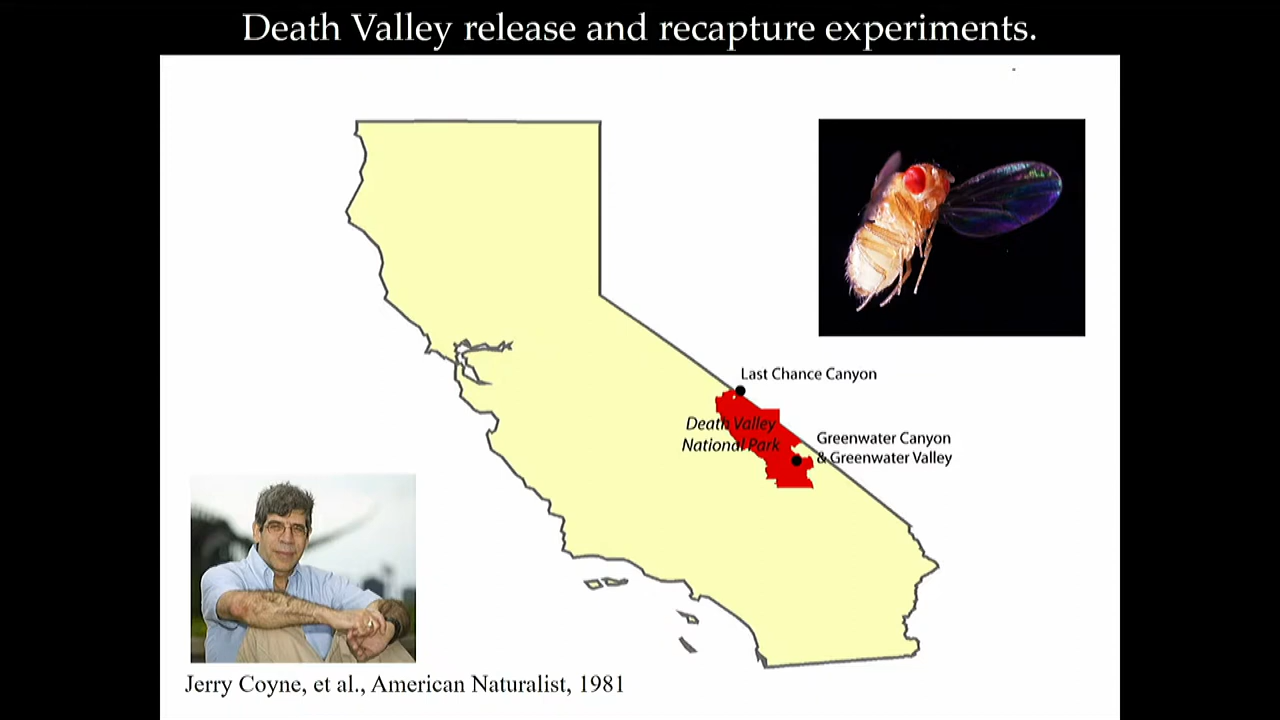 Death Valley release and recapture experiments.
Last Chance Canyon
Death Valley
National Park
Greenwater Canyon
& Greenwater Valley
Jerry Coyne, et al., American Naturalist, 1981